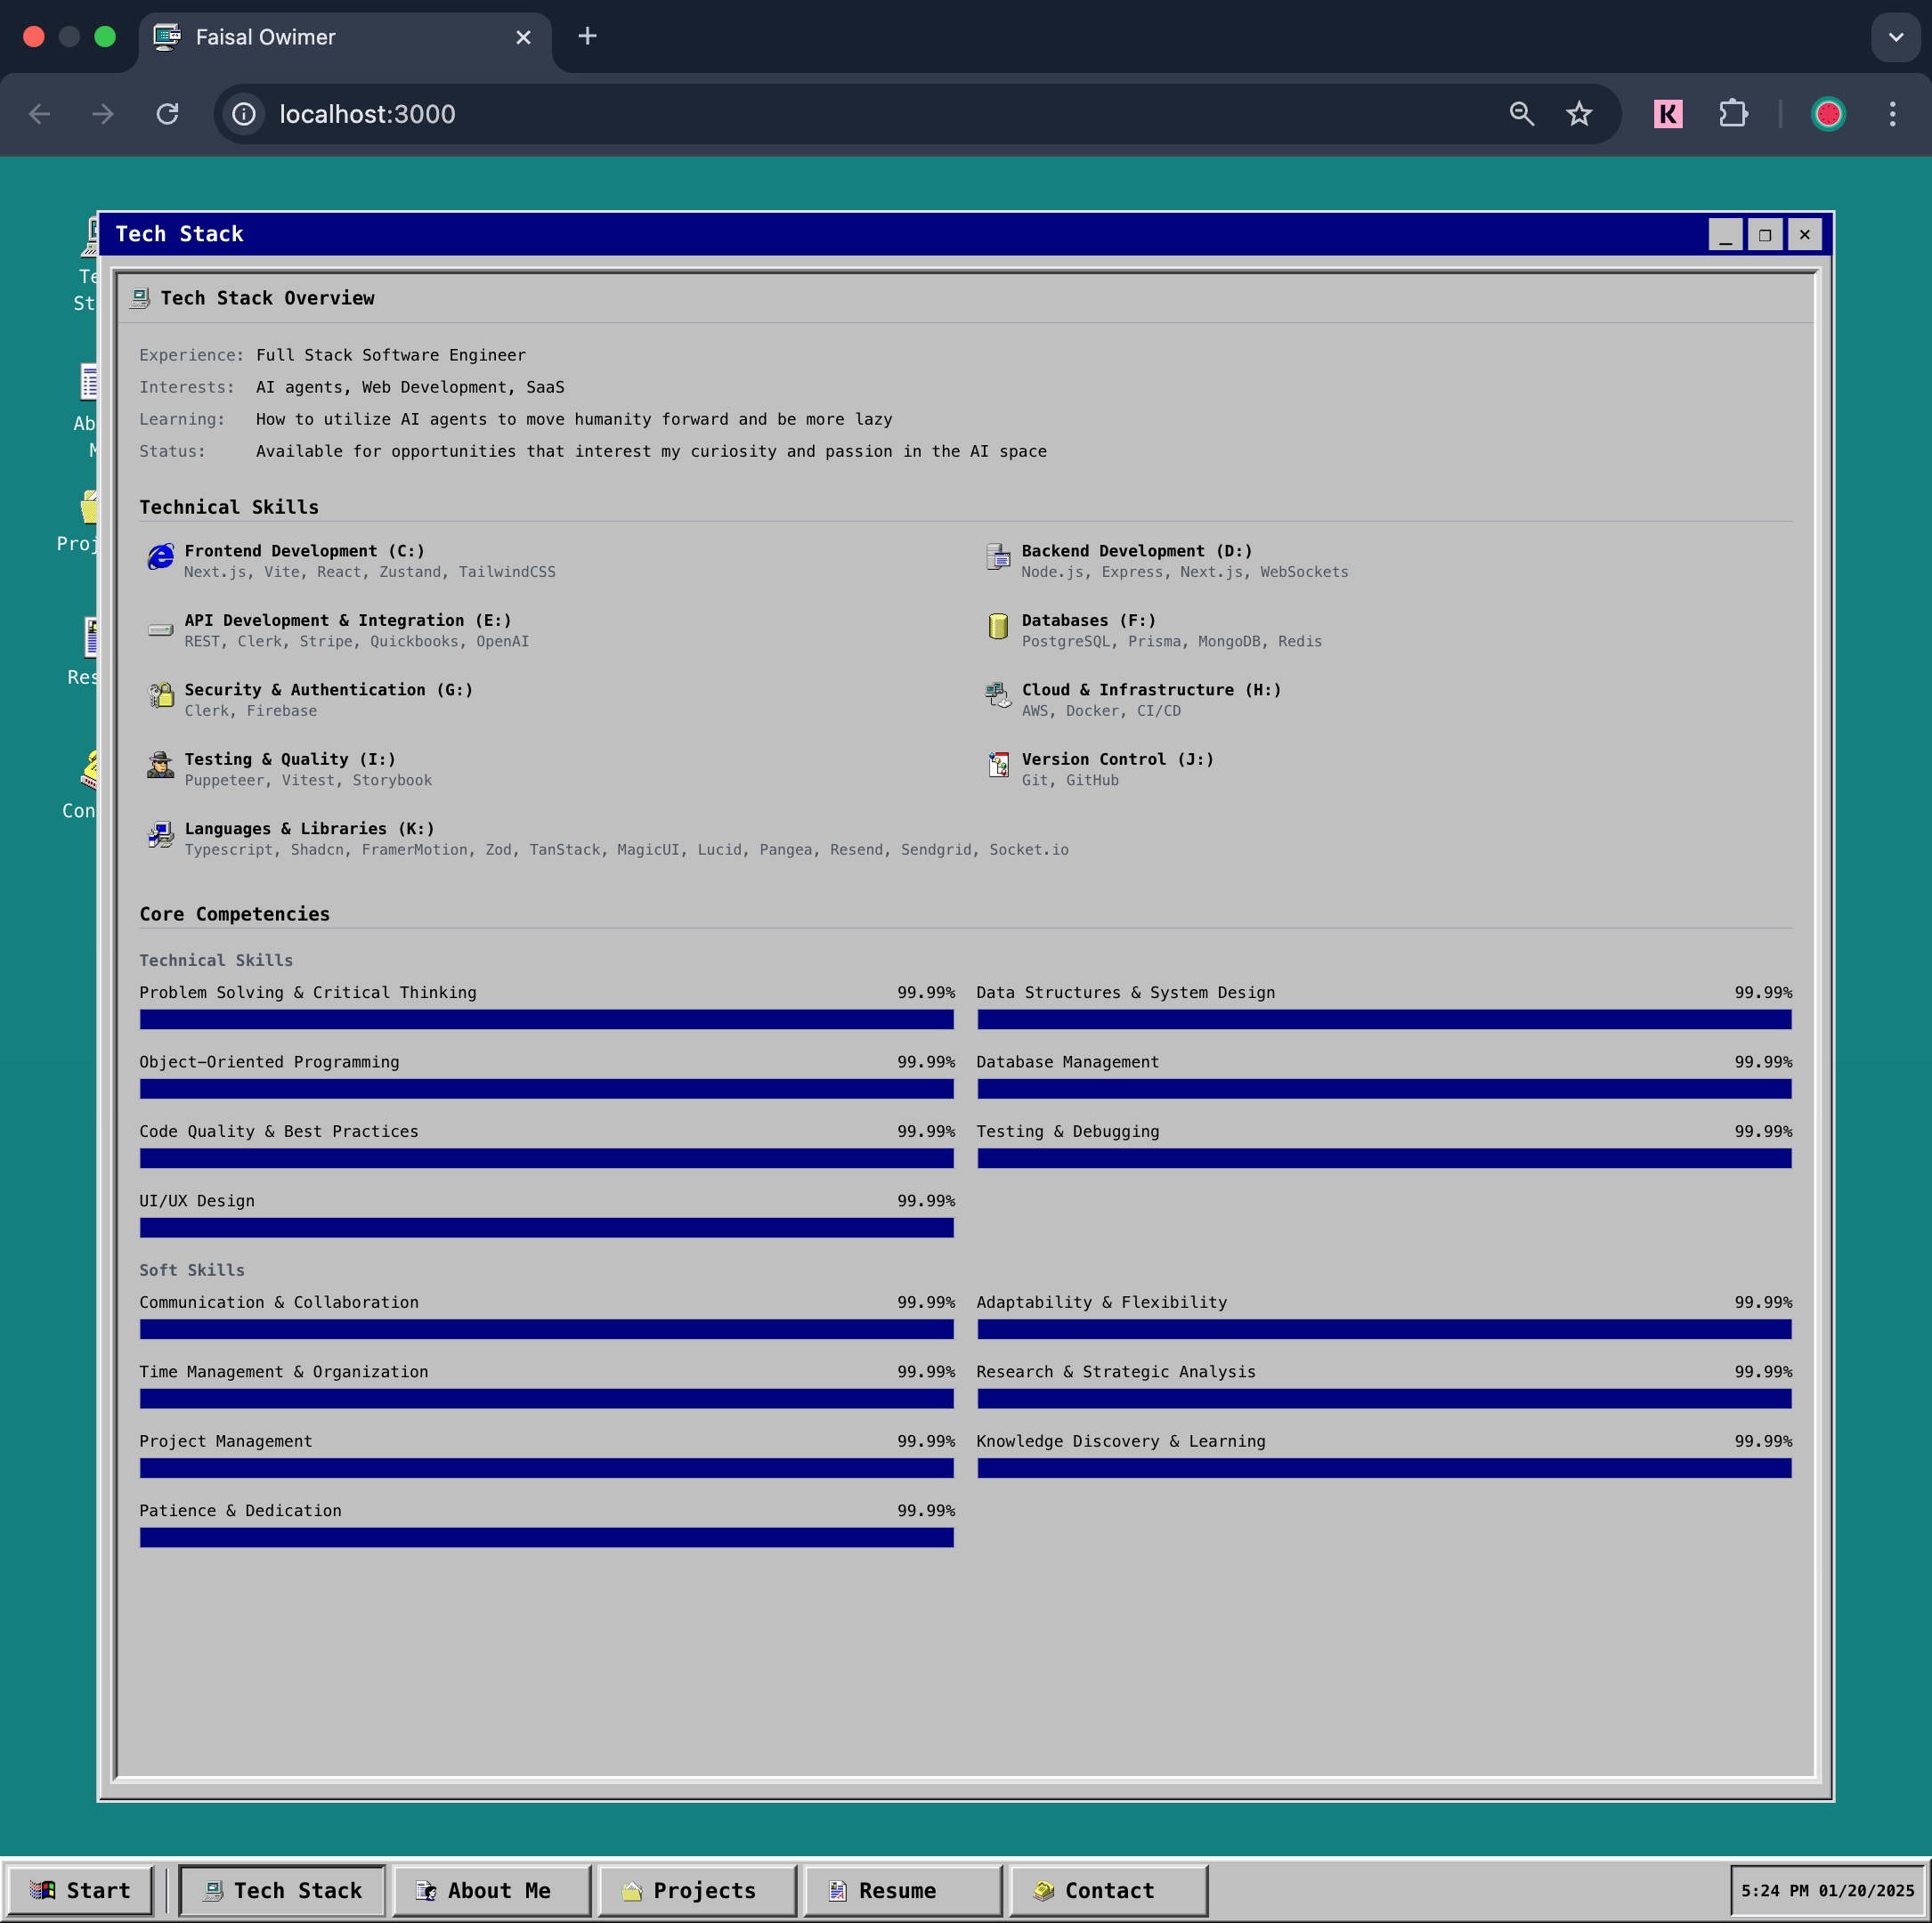 Faisal Owimer
localhost:3000
K
Tech Stack
Te
St
Ab
M
Proj
Res
Con
Tech Stack Overview
Experience: Full Stack Software Engineer
Interests: AI agents, Web Development, SaaS
Learning: How to utilize AI agents to move humanity forward and be more lazy
Status: Available for opportunities that interest my curiosity and passion in the AI space
Technical Skills
Frontend Development (C:)
Next.js, Vite, React, Zustand, TailwindCSS
Backend Development (D:)
Node.js, Express, Next.js, WebSockets
API Development & Integration (E:)
REST, Clerk, Stripe, Quickbooks, OpenAI
Databases (F:)
PostgreSQL, Prisma, MongoDB, Redis
Security & Authentication (G:)
Clerk, Firebase
Cloud & Infrastructure (H:)
AWS, Docker, CI/CD
Testing & Quality (I:)
Puppeteer, Vitest, Storybook
Version Control (J:)
Git, GitHub
Languages & Libraries (K:)
Typescript, Shadcn, FramerMotion, Zod, TanStack, MagicUI, Lucid, Pangea, Resend, Sendgrid, Socket.io
Core Competencies
Technical Skills
Problem Solving & Critical Thinking 99.99%
Data Structures & System Design 99.99%
Object-Oriented Programming 99.99%
Database Management 99.99%
Code Quality & Best Practices 99.99%
Testing & Debugging 99.99%
UI/UX Design 99.99%
Soft Skills
Communication & Collaboration 99.99%
Adaptability & Flexibility 99.99%
Time Management & Organization 99.99%
Research & Strategic Analysis 99.99%
Project Management 99.99%
Knowledge Discovery & Learning 99.99%
Patience & Dedication 99.99%
Start
Tech Stack
About Me
Projects
Resume
Contact
5:24 PM 01/20/2025